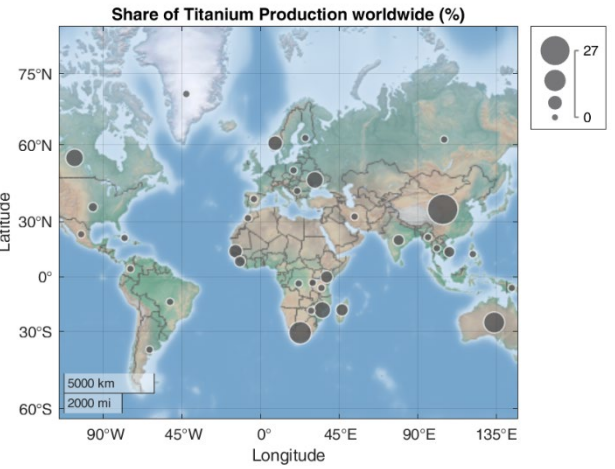 Share of Titanium Production worldwide (%)
27
0
75°N
60°N
30°N
0°
30°S
60°S
Latitude
5000 km
2000 mi
90°W 45°W 0° 45°E 90°E 135°E
Longitude